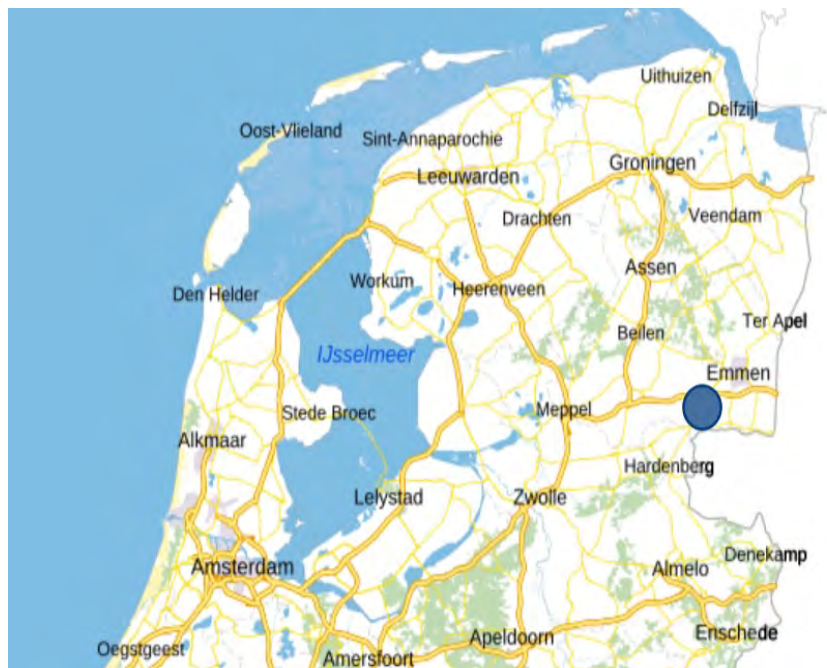 Uithuizen
Delfzijl
Oost-Vlieland
Sint-Annaparochie
Groningen
Leeuwarden
Drachten
Veendam
Assen
Workum
Heerenveen
Den Helder
Ter Apel
Beilen
IJsselmeer
Emmen
Stede Broec
Meppel
Alkmaar
Hardenberg
Lelystad
Zwolle
Denekamp
Amsterdam
Almelo
Enschede
Apeldoorn
Oegstgeest
Amersfoort